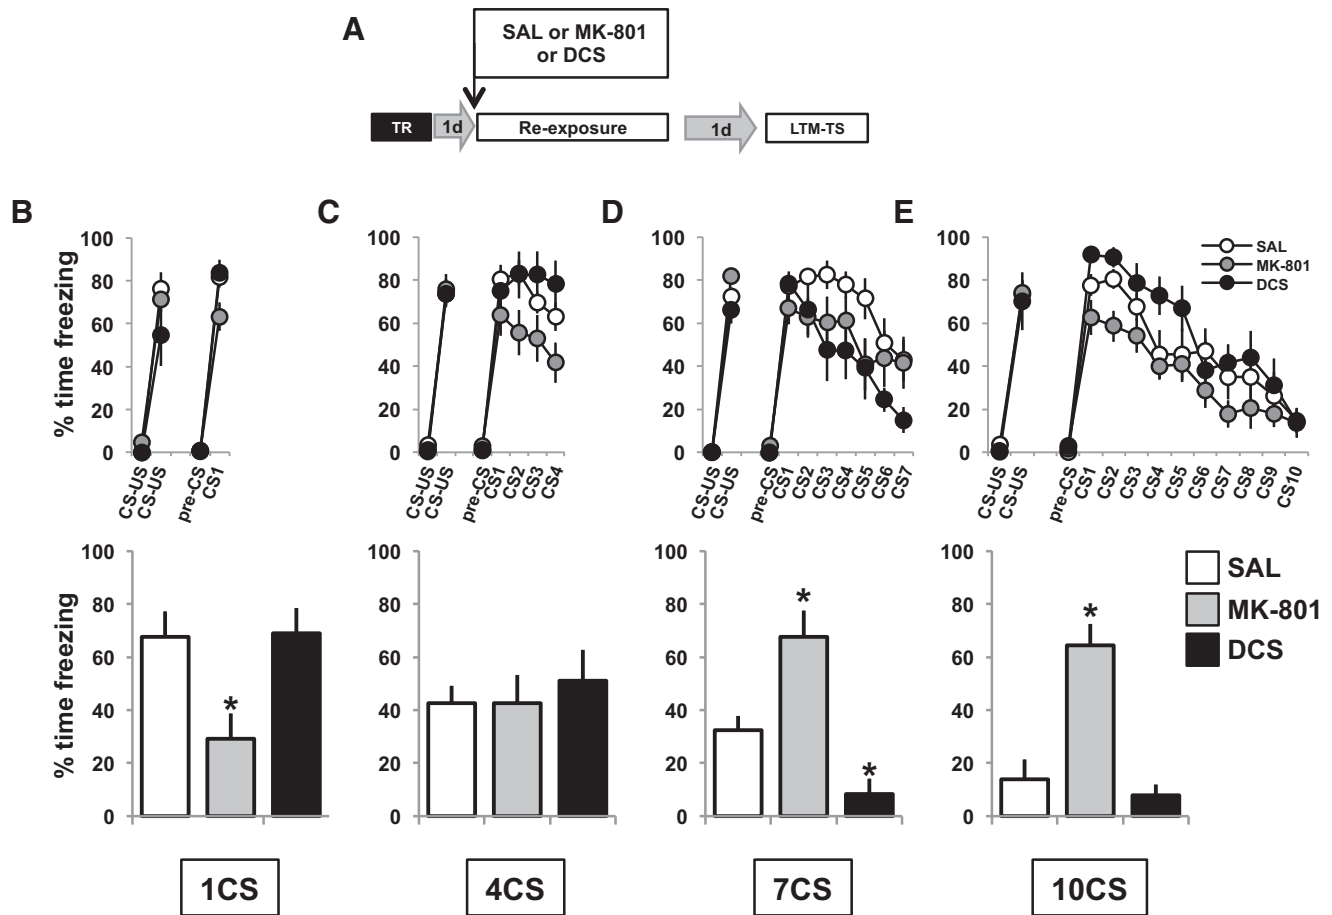 A
SAL or MK-801
or DCS
TR
1d
Re-exposure
1d
LTM-TS
B
C
D
E
% time freezing
100
80
60
40
20
0
CS-US
CS-US
pre-CS
CS1
100
80
60
40
20
0
CS-US
CS-US
pre-CS
CS1
CS2
CS3
CS4
100
80
60
40
20
0
CS-US
CS-US
pre-CS
CS1
CS2
CS3
CS4
CS5
CS6
CS7
100
80
60
40
20
0
CS-US
CS-US
pre-CS
CS1
CS2
CS3
CS4
CS5
CS6
CS7
CS8
CS9
CS10
SAL
MK-801
DCS
% time freezing
100
80
60
40
20
0
*
100
80
60
40
20
0
100
80
60
40
20
0
*
*
100
80
60
40
20
0
*
SAL
MK-801
DCS
1CS
4CS
7CS
10CS